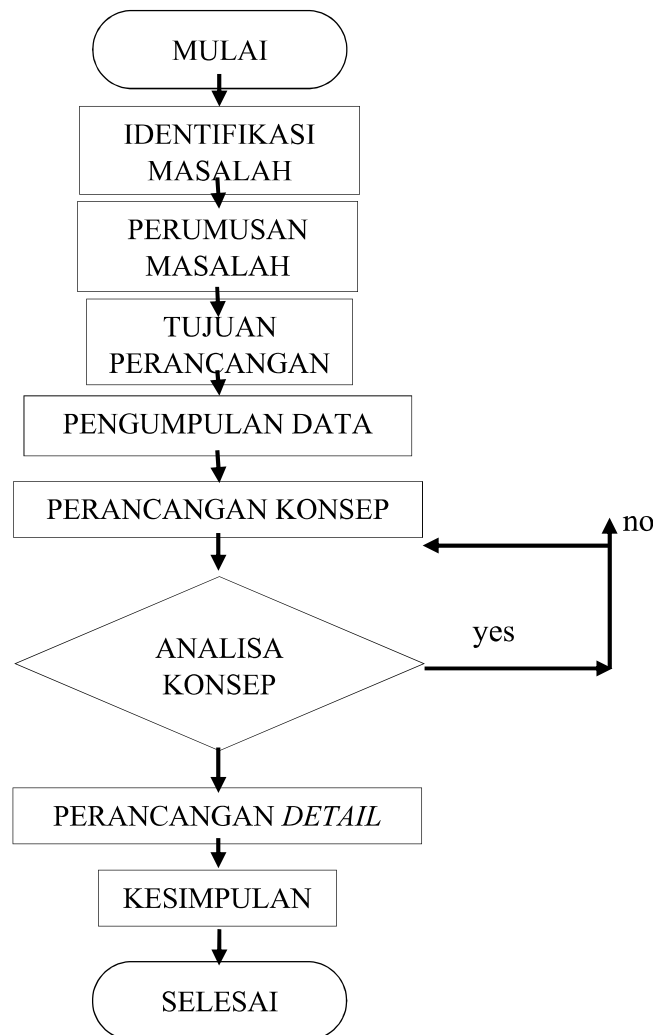 MULAI
IDENTIFIKASI
MASALAH
PERUMUSAN
MASALAH
TUJUAN
PERANCANGAN
PENGUMPULAN DATA
PERANCANGAN KONSEP
no
yes
ANALISA
KONSEP
PERANCANGAN DETAIL
KESIMPULAN
SELESAI